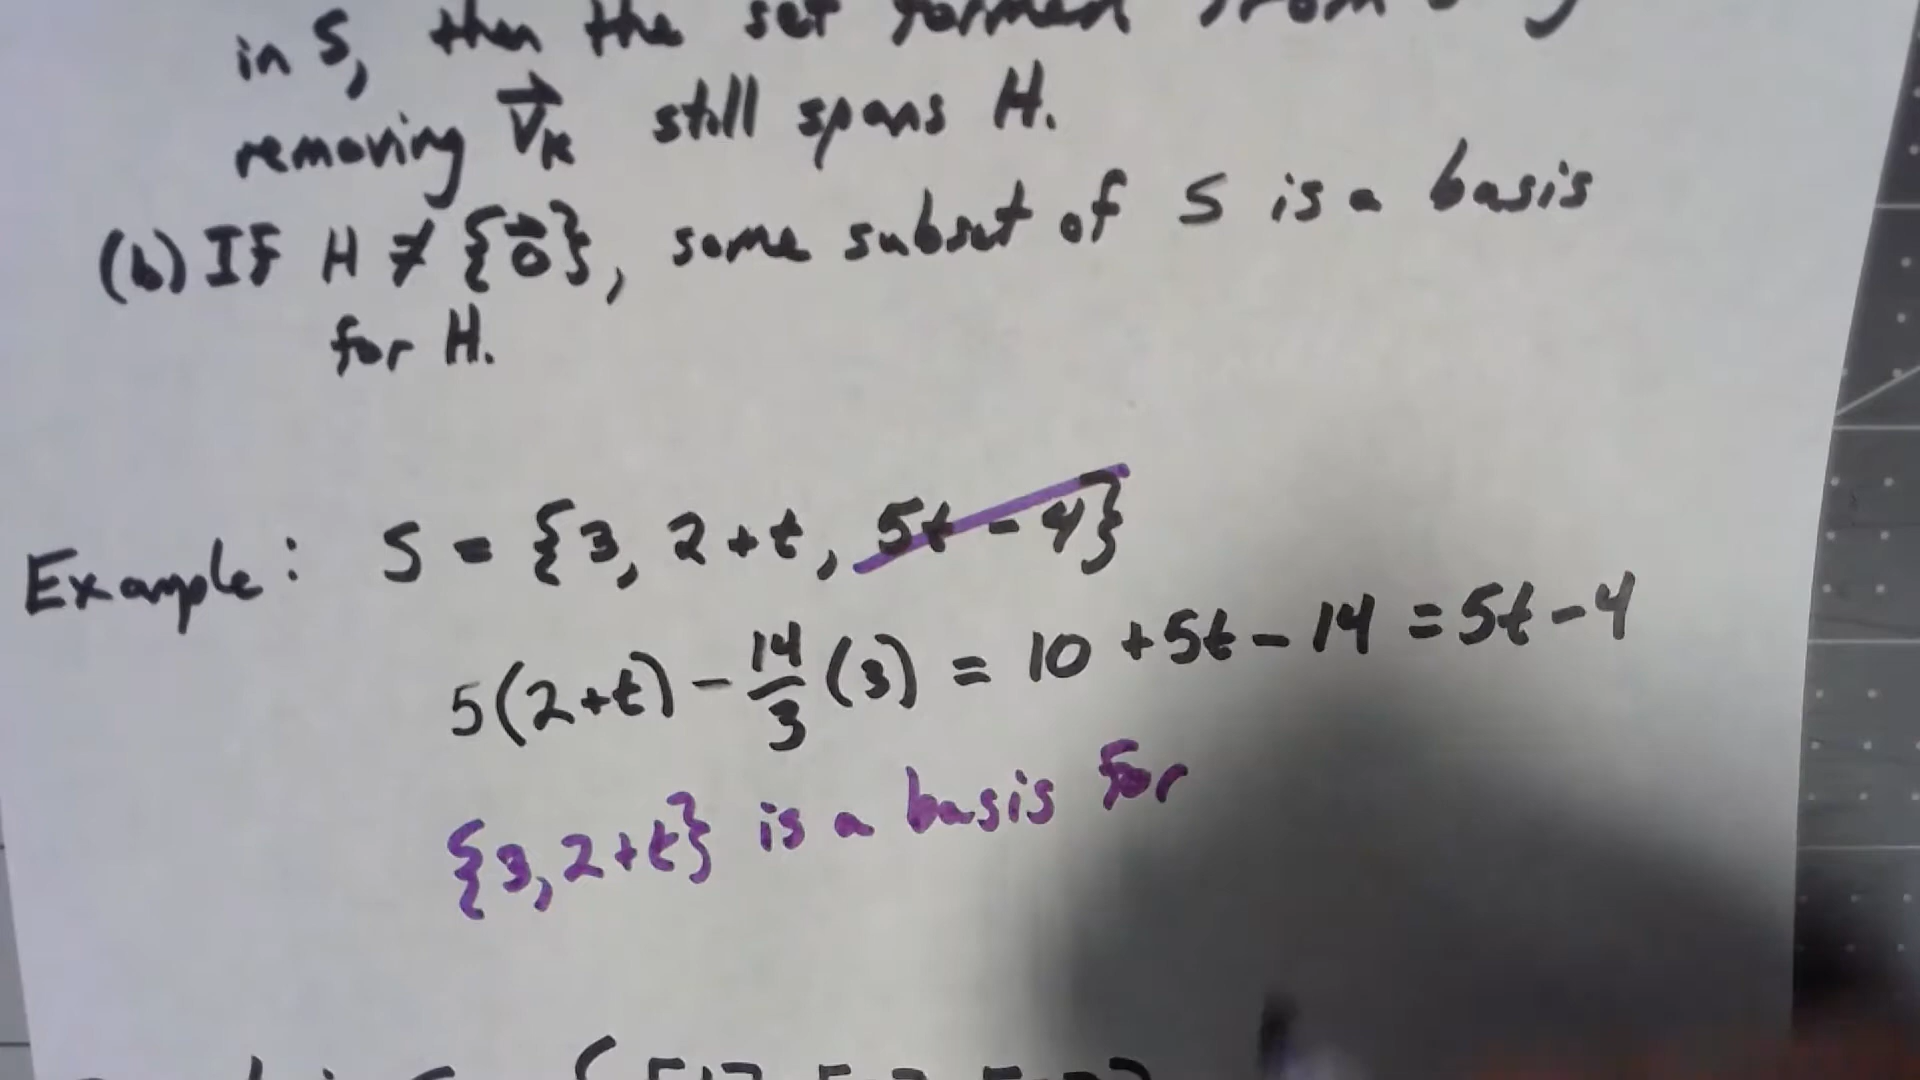 in S, then the set formed from S by
removing v⃗ₖ still spans H.
(b) If H ≠ {0⃗}, some subset of S is a basis
for H.
Example: S = {3, 2+t, 5t-4}
5(2+t) - 14/3 (3) = 10 + 5t - 14 = 5t - 4
{3, 2+t} is a basis for